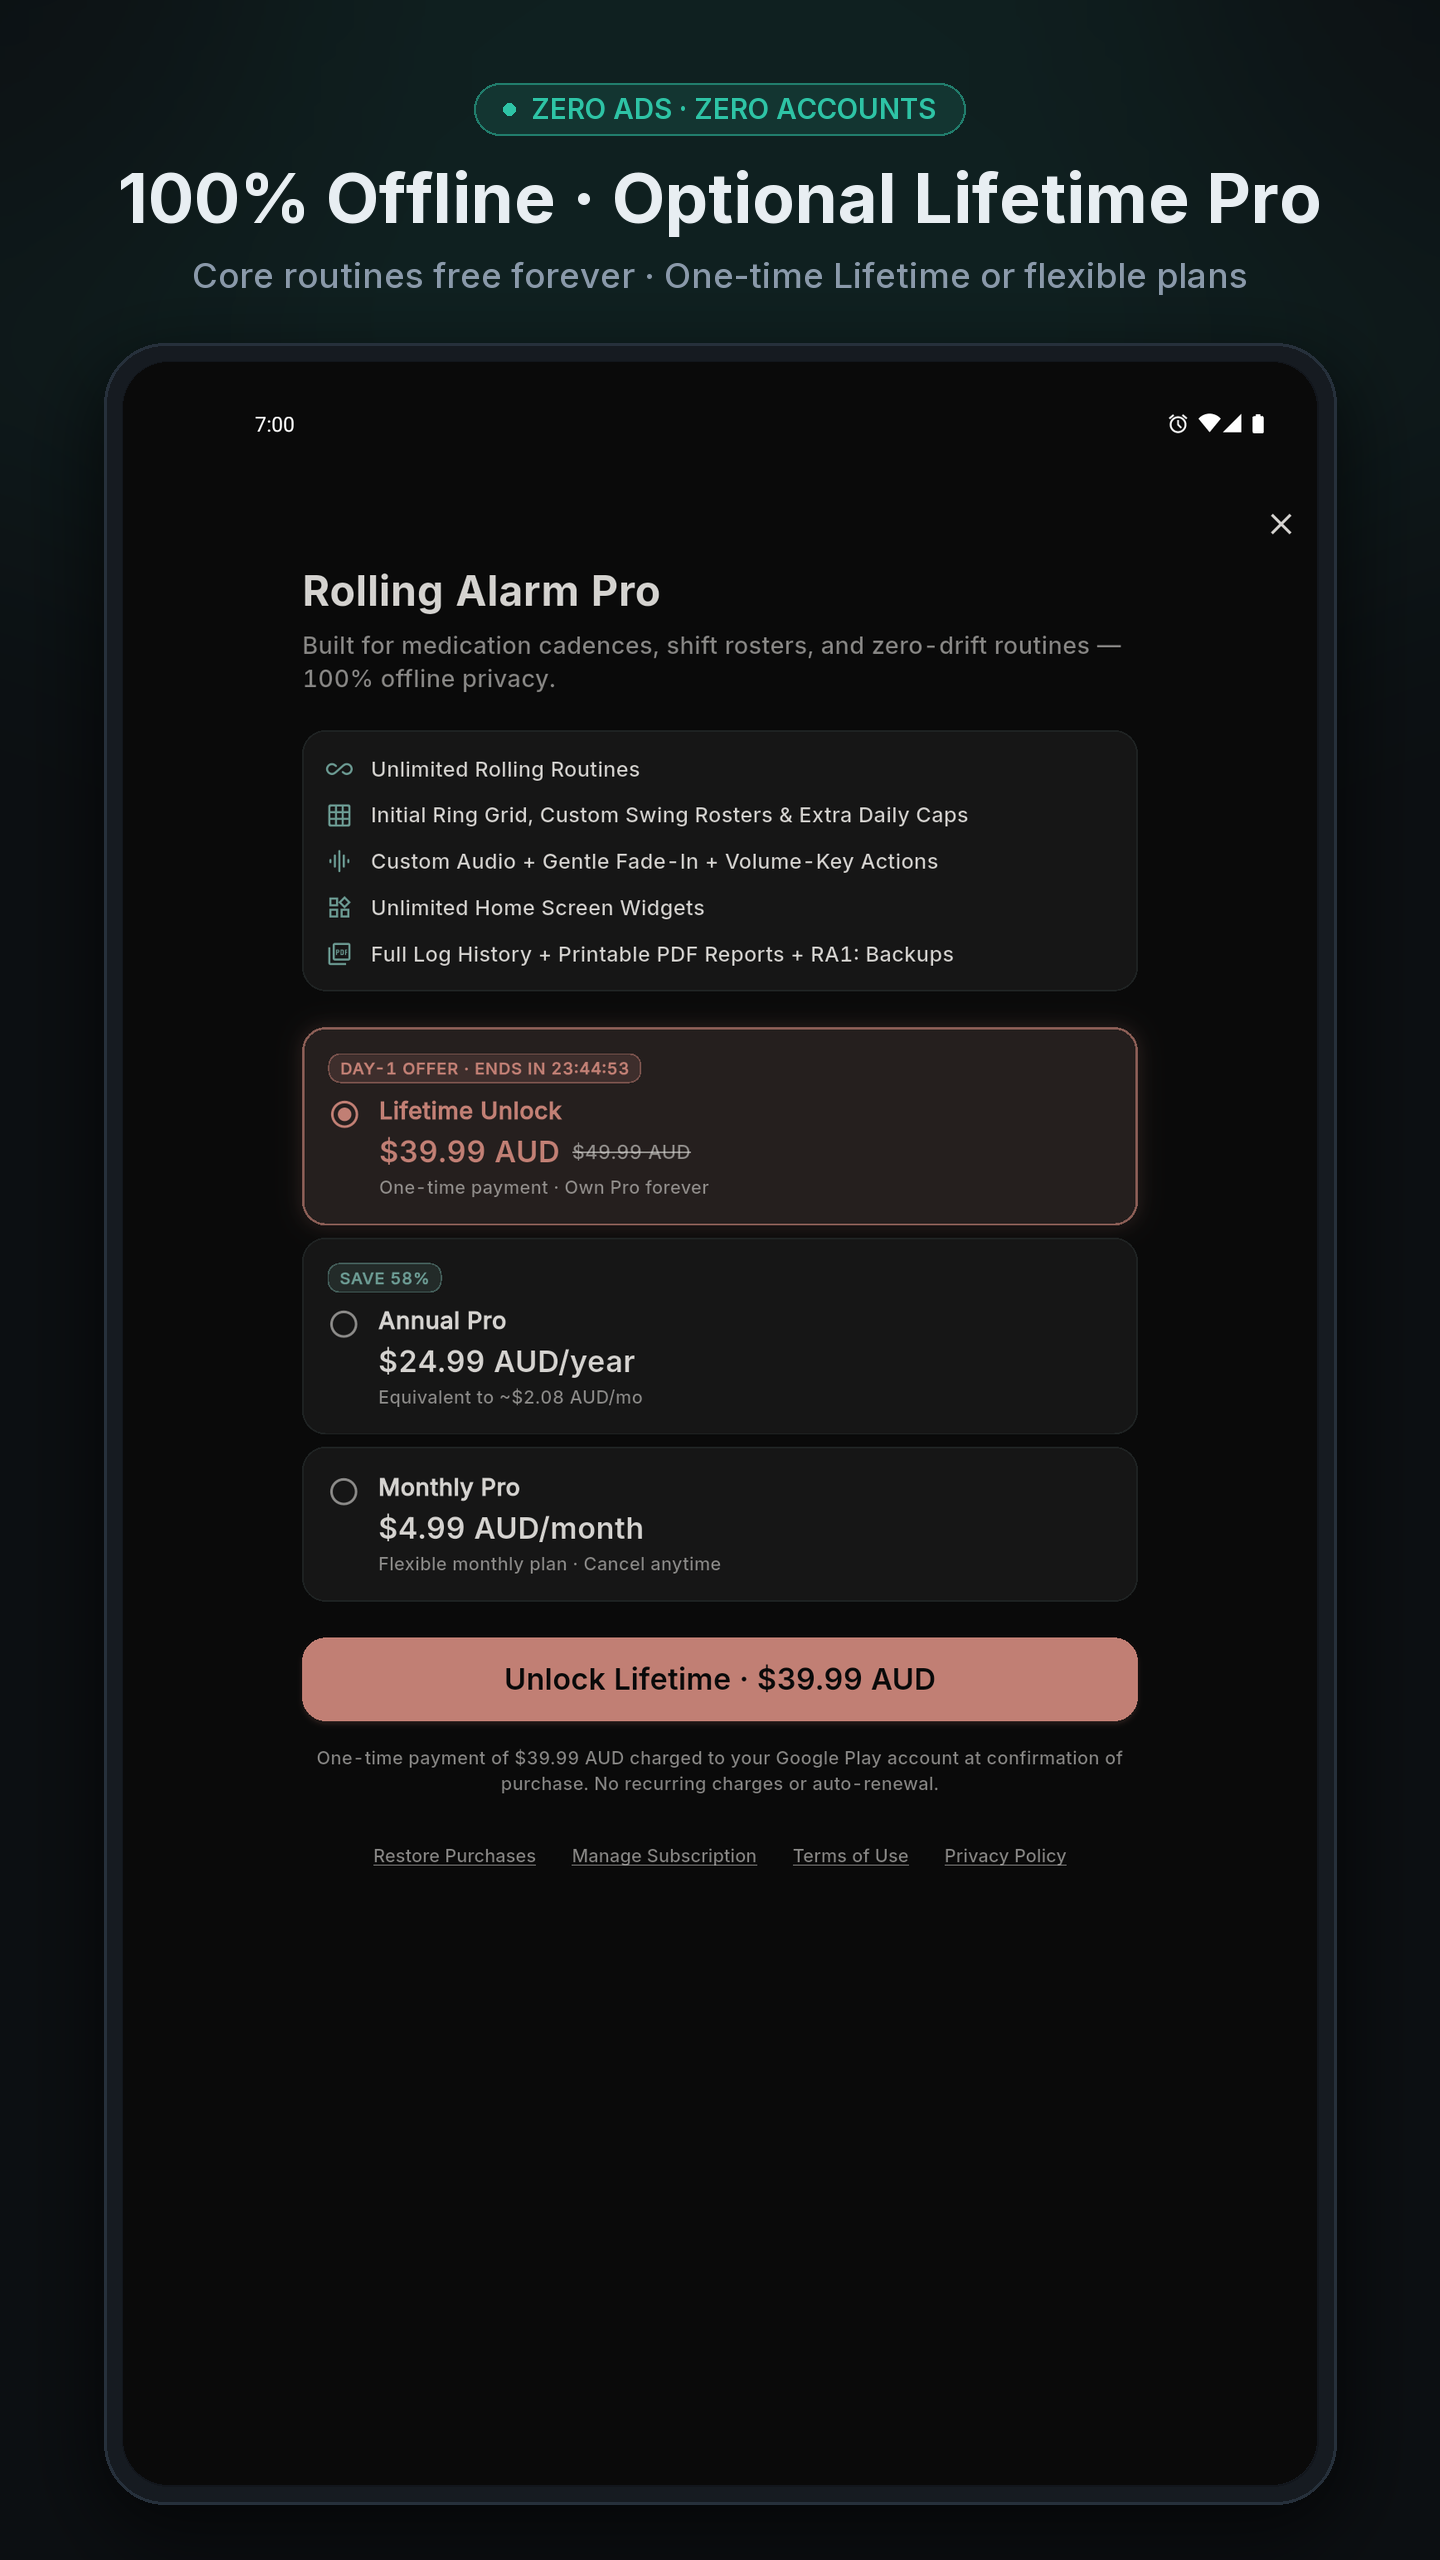 ZERO ADS · ZERO ACCOUNTS
100% Offline · Optional Lifetime Pro
Core routines free forever · One-time Lifetime or flexible plans
7:00
Rolling Alarm Pro
Built for medication cadences, shift rosters, and zero-drift routines —
100% offline privacy.
Unlimited Rolling Routines
Initial Ring Grid, Custom Swing Rosters & Extra Daily Caps
Custom Audio + Gentle Fade-In + Volume-Key Actions
Unlimited Home Screen Widgets
PDF
Full Log History + Printable PDF Reports + RA1: Backups
DAY-1 OFFER · ENDS IN 23:44:53
Lifetime Unlock
$39.99 AUD $49.99 AUD
One-time payment · Own Pro forever
SAVE 58%
Annual Pro
$24.99 AUD/year
Equivalent to ~$2.08 AUD/mo
Monthly Pro
$4.99 AUD/month
Flexible monthly plan · Cancel anytime
Unlock Lifetime · $39.99 AUD
One-time payment of $39.99 AUD charged to your Google Play account at confirmation of
purchase. No recurring charges or auto-renewal.
Restore Purchases Manage Subscription Terms of Use Privacy Policy